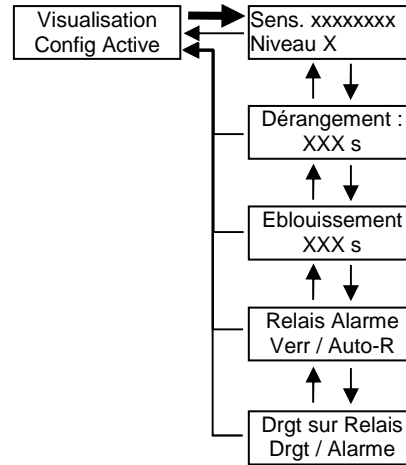 Visualisation
Config Active
Sens. xxxxxxxx
Niveau X
Dérangement :
XXX s
Eblouissement
XXX s
Relais Alarme
Verr / Auto-R
Drgt sur Relais
Drgt / Alarme